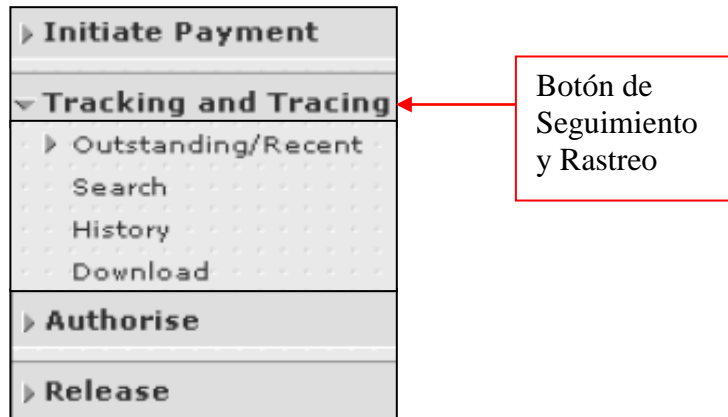 Initiate Payment
Tracking and Tracing
Outstanding/Recent
Search
History
Download
Authorise
Release
Botón de
Seguimiento
y Rastreo